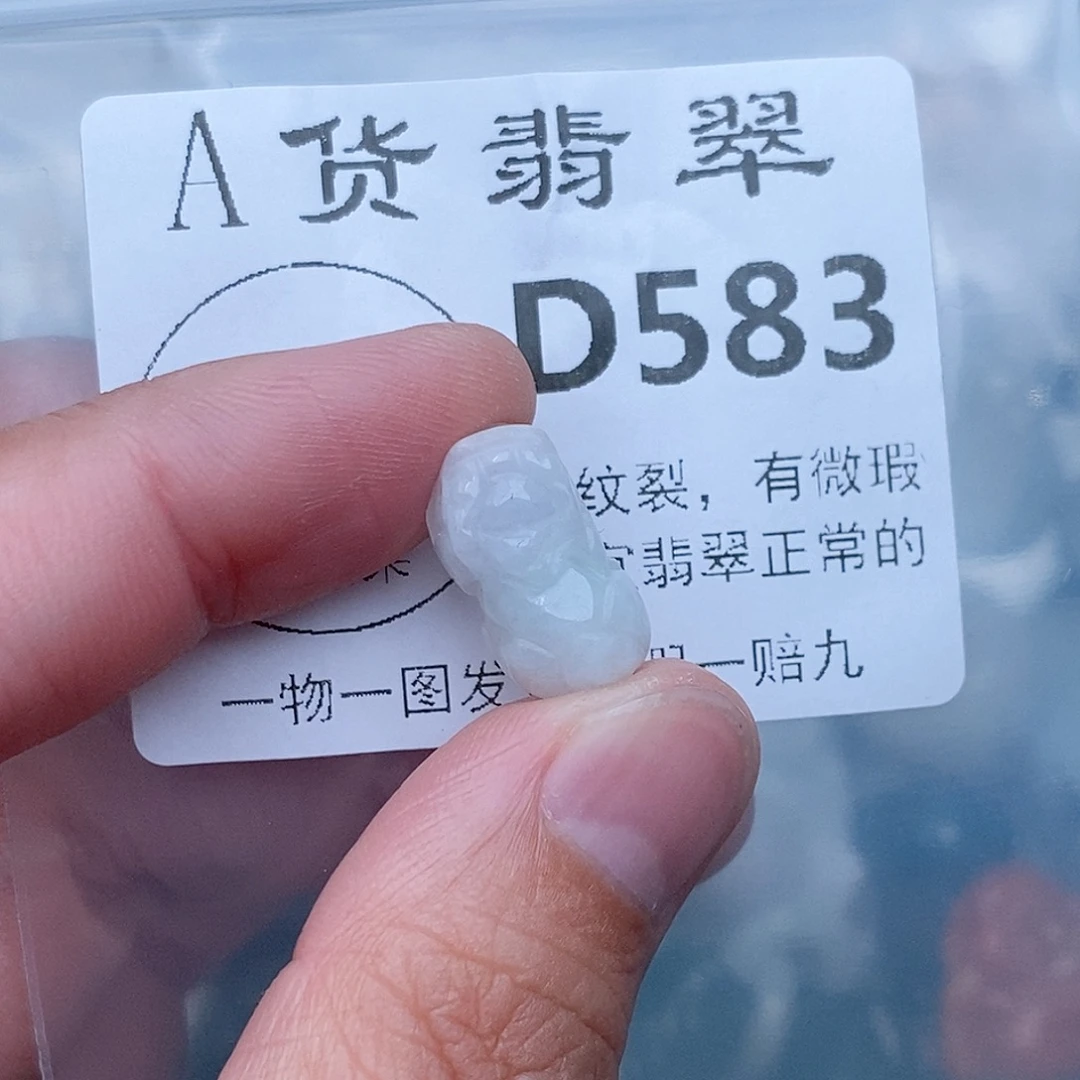 A货翡翠
D583
纹裂，有微瑕
翡翠正常的
一物一图发
一赔九